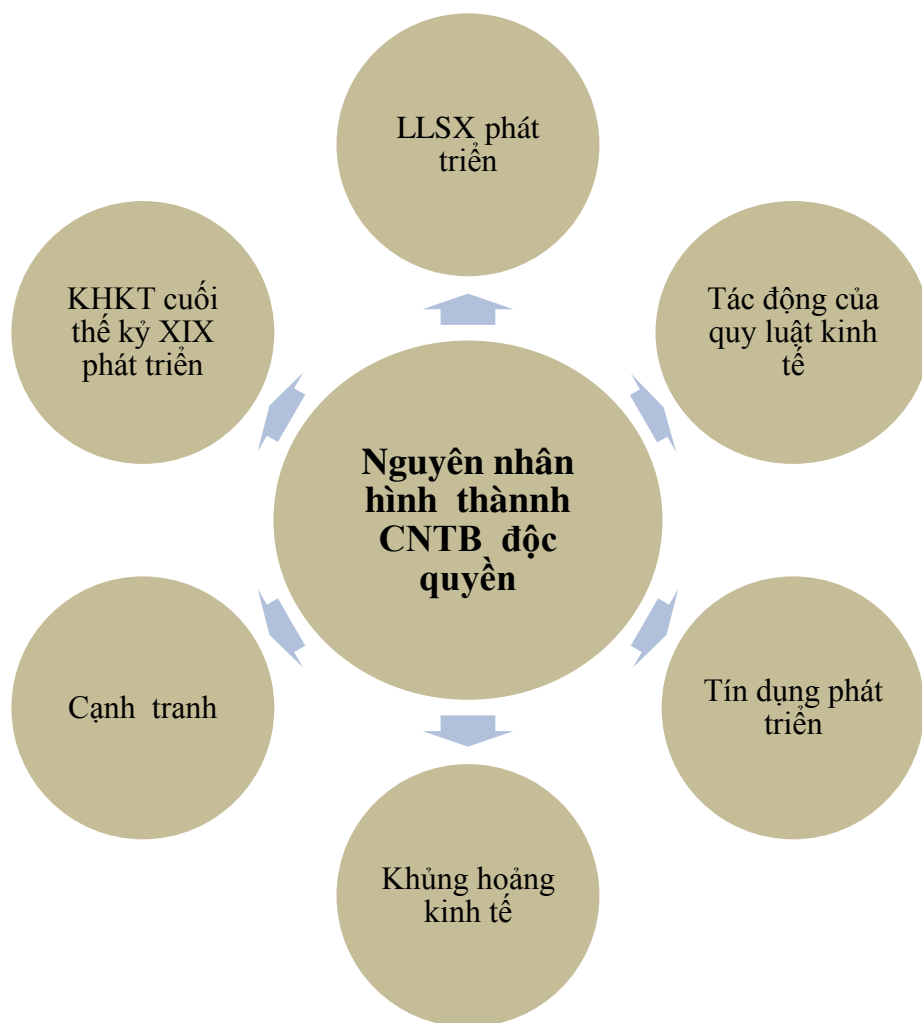 LLSX phát
triển
KHKT cuối
thế kỷ XIX
phát triển
Tác động của
quy luật kinh
tế
Nguyên nhân
hình thànnh
CNTB độc
quyền
Cạnh tranh
Tín dụng phát
triển
Khủng hoảng
kinh tế